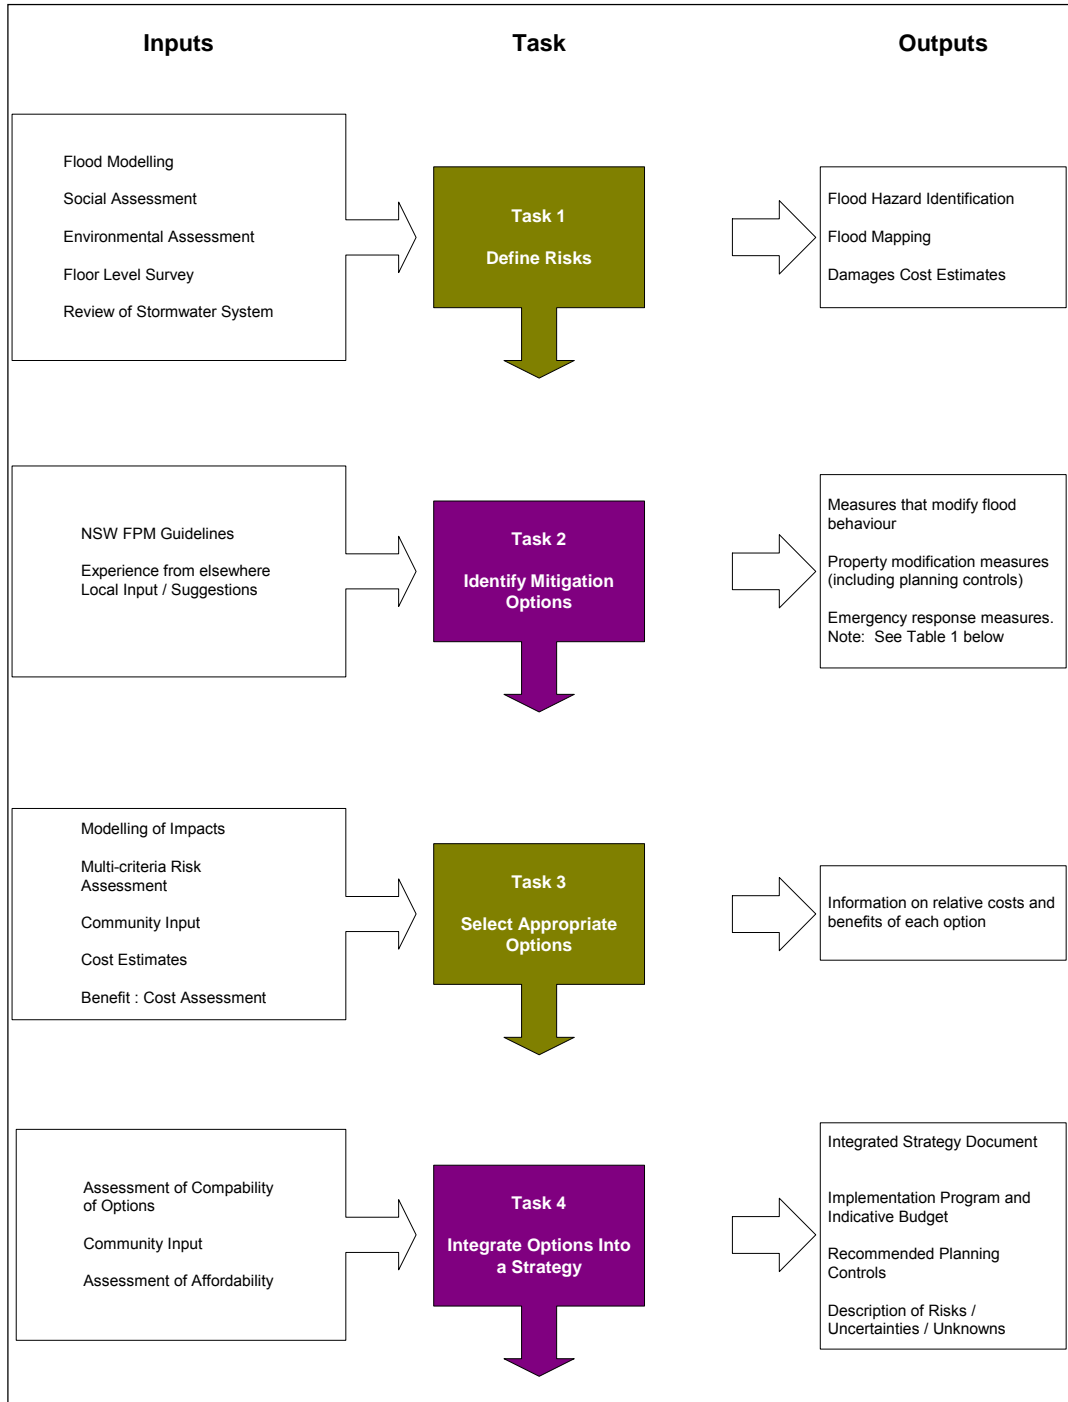 Inputs
Task
Outputs
Flood Modelling
Social Assessment
Environmental Assessment
Floor Level Survey
Review of Stormwater System
Task 1
Define Risks
Flood Hazard Identification
Flood Mapping
Damages Cost Estimates
NSW FPM Guidelines
Experience from elsewhere
Local Input / Suggestions
Task 2
Identify Mitigation
Options
Measures that modify flood
behaviour
Property modification measures
(including planning controls)
Emergency response measures.
Note:  See Table 1 below
Modelling of Impacts
Multi-criteria Risk
Assessment
Community Input
Cost Estimates
Benefit : Cost Assessment
Task 3
Select Appropriate
Options
Information on relative costs and
benefits of each option
Assessment of Compability
of Options
Community Input
Assessment of Affordability
Task 4
Integrate Options Into
a Strategy
Integrated Strategy Document
Implementation Program and
Indicative Budget
Recommended Planning
Controls
Description of Risks /
Uncertainties / Unknowns